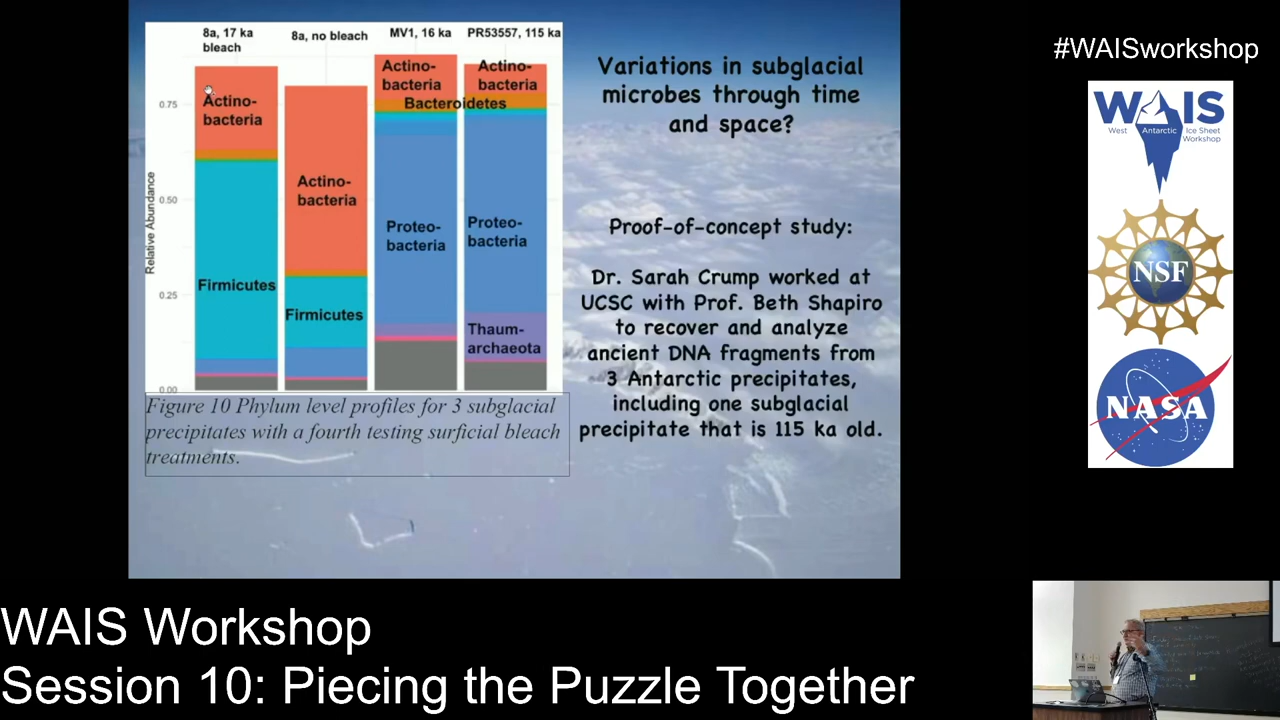 8a, 17 ka
bleach
8a, no bleach
MV1, 16 ka
PR53557, 115 ka
Relative Abundance
0.75
0.50
0.25
0.00
Actino-
bacteria
Firmicutes
Actino-
bacteria
Firmicutes
Actino-
bacteria
Actino-
bacteria
Bacteroidetes
Proteo-
bacteria
Proteo-
bacteria
Thaum-
archaeota
Figure 10 Phylum level profiles for 3 subglacial
precipitates with a fourth testing surficial bleach
treatments.
Variations in subglacial
microbes through time
and space?
Proof-of-concept study:
Dr. Sarah Crump worked at
UCSC with Prof. Beth Shapiro
to recover and analyze
ancient DNA fragments from
3 Antarctic precipitates,
including one subglacial
precipitate that is 115 ka old.
#WAISworkshop
WAIS
West Antarctic Ice Sheet
Workshop
NSF
NASA
WAIS Workshop
Session 10: Piecing the Puzzle Together